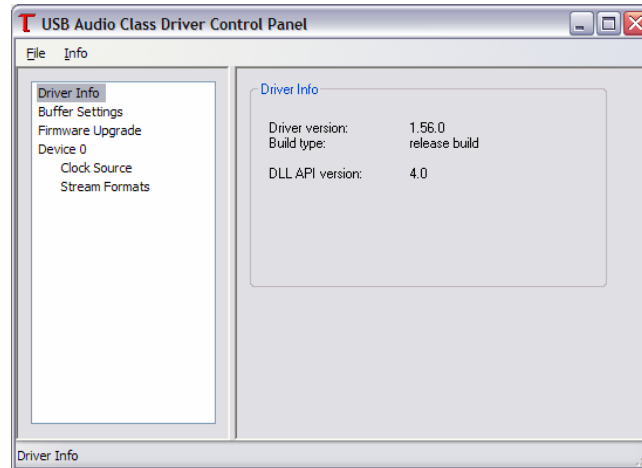 USB Audio Class Driver Control Panel
File Info
Driver Info
Buffer Settings
Firmware Upgrade
Device 0
Clock Source
Stream Formats
Driver Info
Driver version: 1.56.0
Build type: release build
DLL API version: 4.0
Driver Info